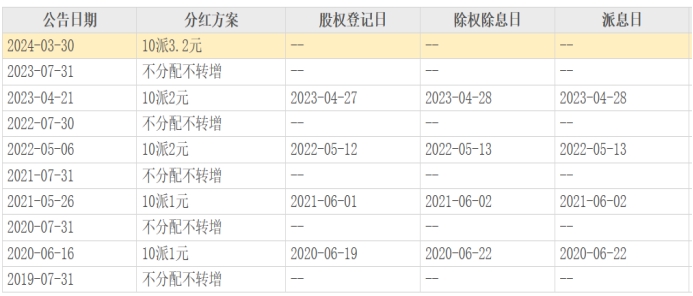 公告日期 分红方案 股权登记日 除权除息日 派息日
2024-03-30 10派3.2元 -- -- --
2023-07-31 不分配不转增 -- -- --
2023-04-21 10派2元 2023-04-27 2023-04-28 2023-04-28
2022-07-30 不分配不转增 -- -- --
2022-05-06 10派2元 2022-05-12 2022-05-13 2022-05-13
2021-07-31 不分配不转增 -- -- --
2021-05-26 10派1元 2021-06-01 2021-06-02 2021-06-02
2020-07-31 不分配不转增 -- -- --
2020-06-16 10派1元 2020-06-19 2020-06-22 2020-06-22
2019-07-31 不分配不转增 -- -- --